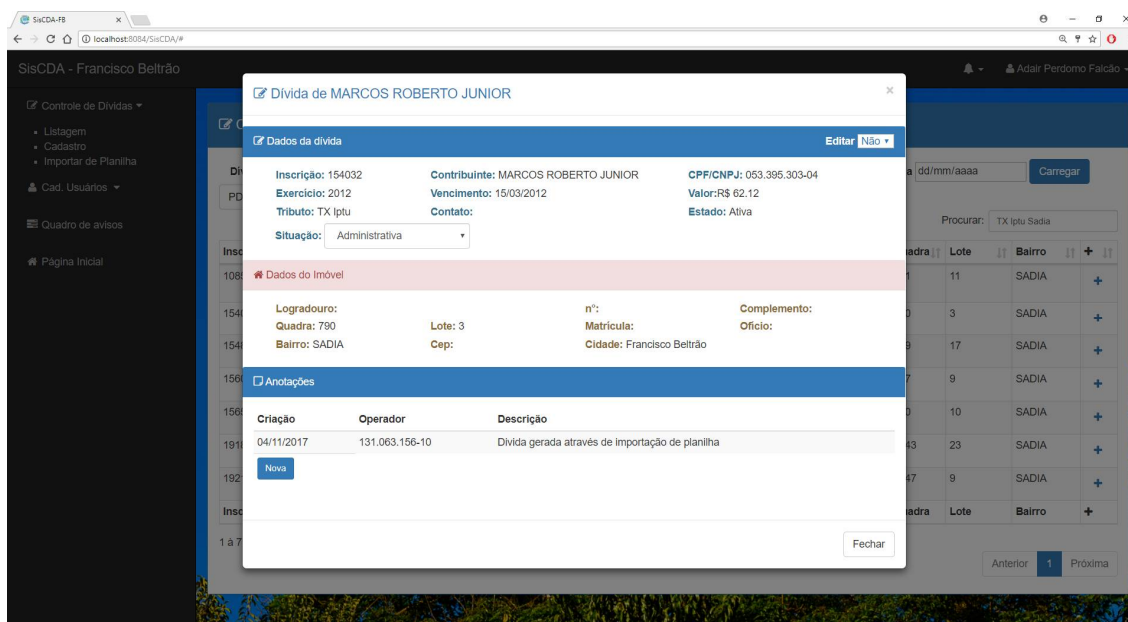 SisCDA-FB
localhost:8084/SisCDA/#
SisCDA - Francisco Beltrão
Adair Perdomo Falcão
Controle de Dívidas
Listagem
Cadastro
Importar de Planilha
Cad. Usuários
Quadro de avisos
Página Inicial
Dívida de MARCOS ROBERTO JUNIOR ×
Dados da dívida Editar Não
Inscrição: 154032 Contribuinte: MARCOS ROBERTO JUNIOR CPF/CNPJ: 053.395.303-04
Exercício: 2012 Vencimento: 15/03/2012 Valor:R$ 62.12
Tributo: TX Iptu Contato: Estado: Ativa
Situação: Administrativa
Dados do Imóvel
Logradouro: n°: Complemento:
Quadra: 790 Lote: 3 Matrícula: Ofício:
Bairro: SADIA Cep: Cidade: Francisco Beltrão
Anotações
Criação Operador Descrição
04/11/2017 131.063.156-10 Dívida gerada através de importação de planilha
Nova
Fechar
a dd/mm/aaaa Carregar
Procurar: TX Iptu Sadia
Lote Bairro +
11 SADIA +
3 SADIA +
17 SADIA +
9 SADIA +
10 SADIA +
23 SADIA +
9 SADIA +
Lote Bairro +
1 à 7
Anterior 1 Próxima